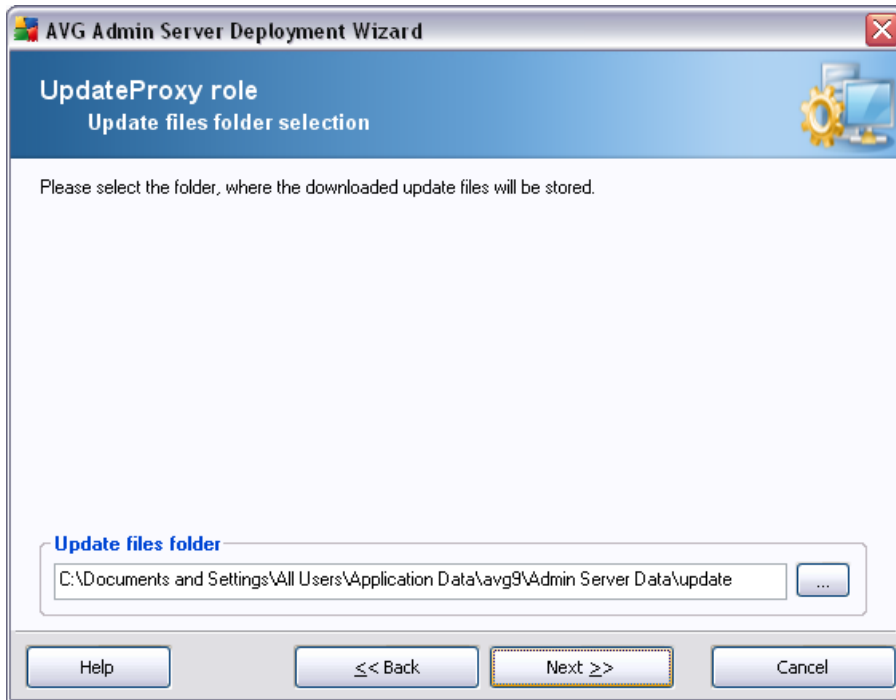 AVG Admin Server Deployment Wizard
UpdateProxy role
Update files folder selection
Please select the folder, where the downloaded update files will be stored.
Update files folder
C:\Documents and Settings\All Users\Application Data\avg9\Admin Server Data\update
...
Help
<< Back
Next >>
Cancel